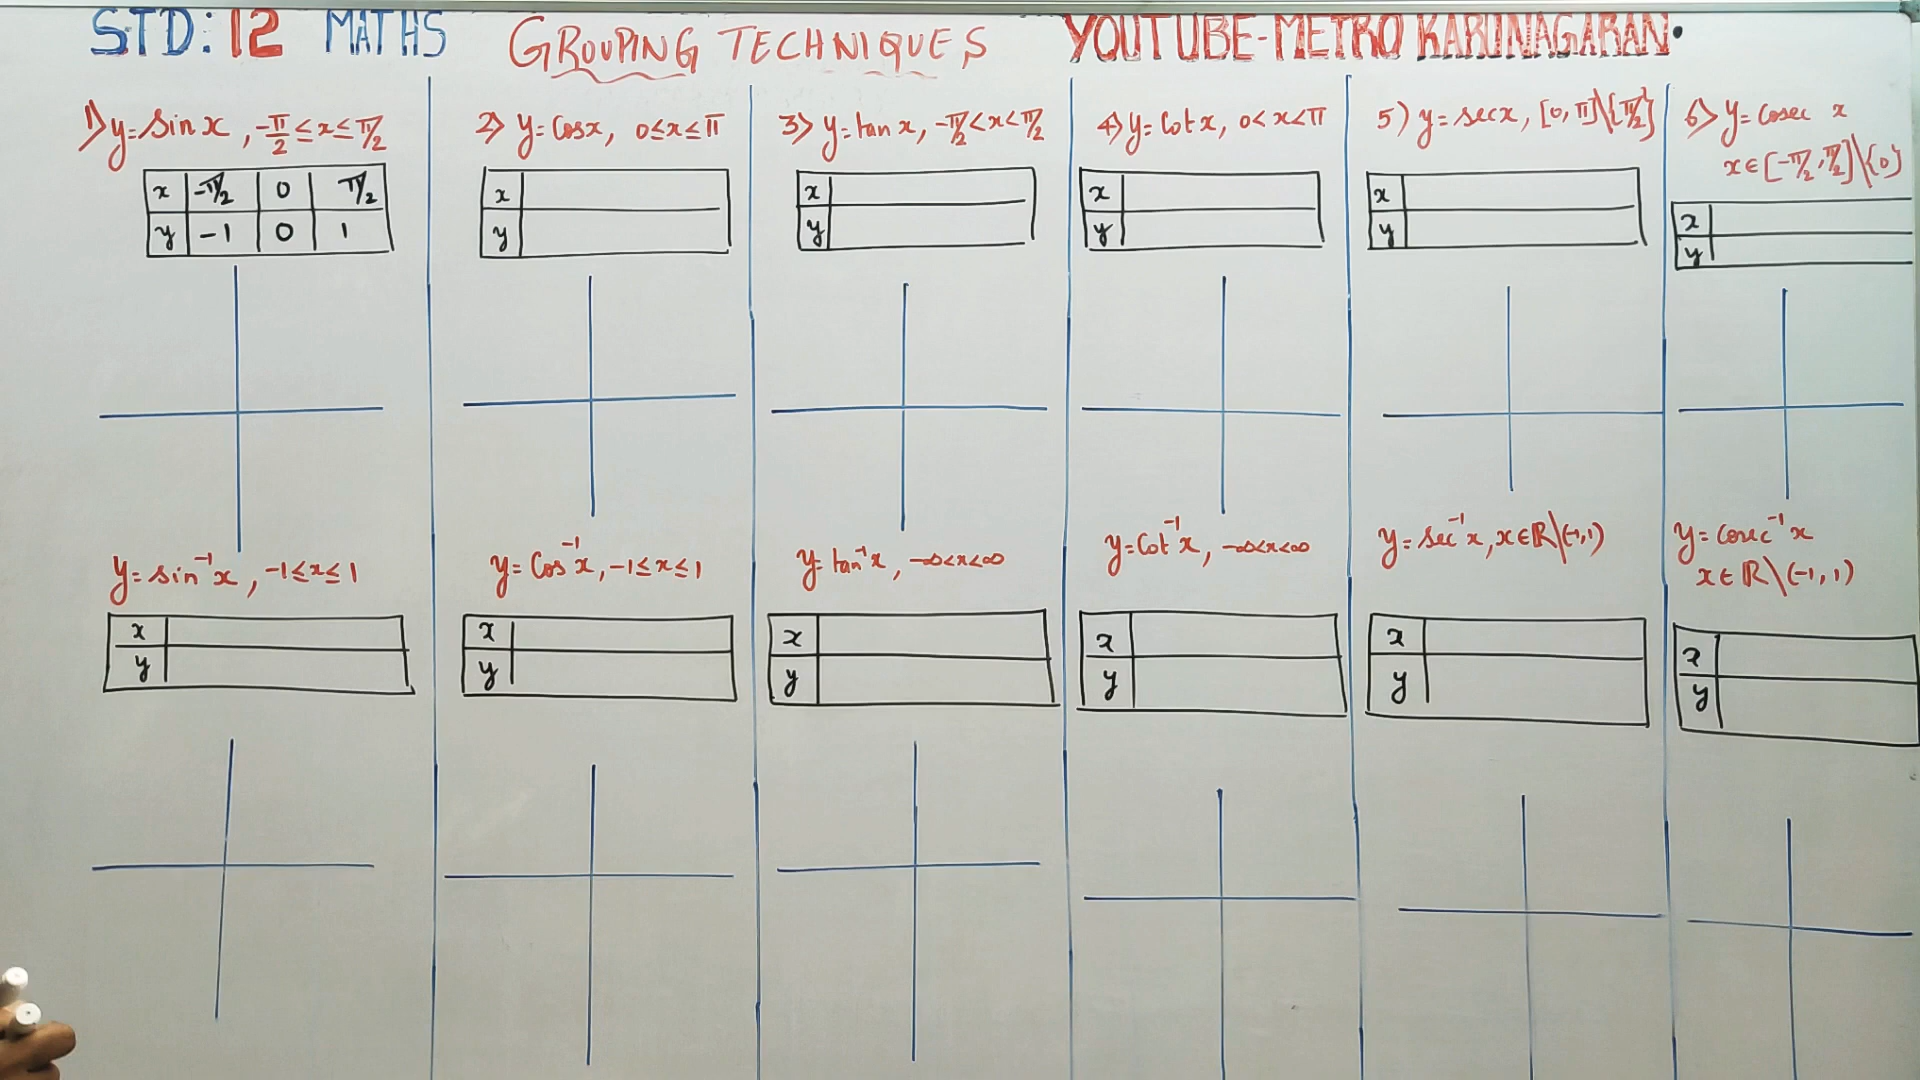 STD: 12 MATHS GROUPING TECHNIQUES YOUTUBE-METRO KARUNAGARAN.
1) y = sin x, -π/2 ≤ x ≤ π/2
x -π/2 0 π/2
y -1 0 1
y = sin⁻¹x, -1 ≤ x ≤ 1
x
y
2) y = cos x, 0 ≤ x ≤ π
x
y
y = cos⁻¹x, -1 ≤ x ≤ 1
x
y
3) y = tan x, -π/2 < x < π/2
x
y
y = tan⁻¹x, -∞ < x < ∞
x
y
4) y = cot x, 0 < x < π
x
y
y = cot⁻¹x, -∞ < x < ∞
x
y
5) y = sec x, [0, π] \ {π/2}
x
y
y = sec⁻¹x, x ∈ ℝ \ (-1, 1)
x
y
6) y = cosec x
x ∈ [-π/2, π/2] \ {0}
x
y
y = cosec⁻¹x
x ∈ ℝ \ (-1, 1)
x
y